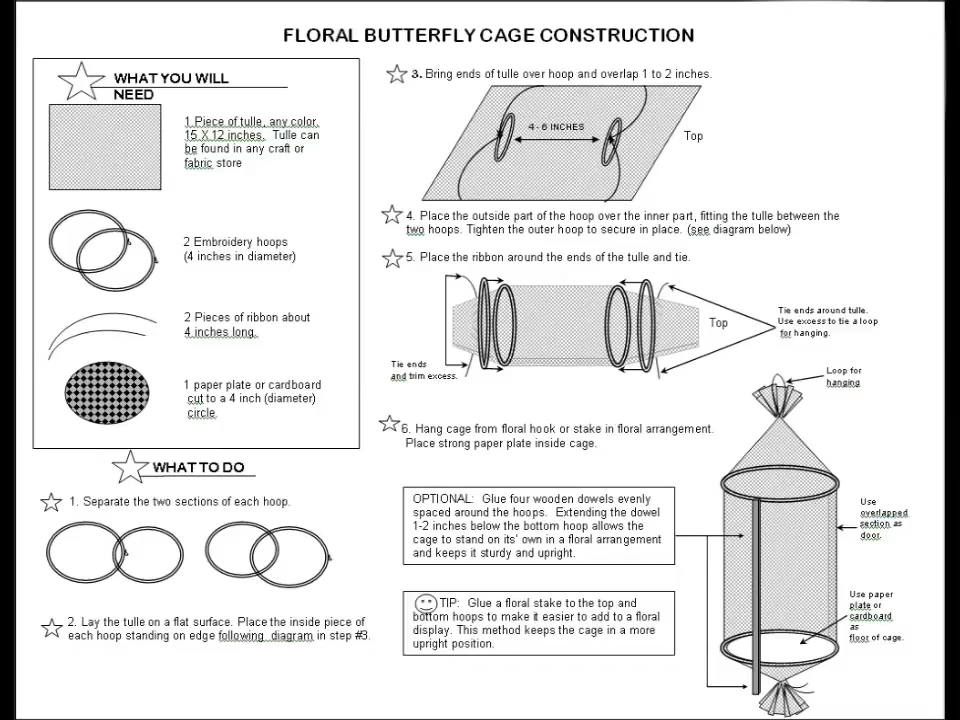 FLORAL BUTTERFLY CAGE CONSTRUCTION
WHAT YOU WILL
NEED
1 Piece of tulle, any color,
15 X 12 inches. Tulle can
be found in any craft or
fabric store
2 Embroidery hoops
(4 inches in diameter)
2 Pieces of ribbon about
4 inches long.
1 paper plate or cardboard
cut to a 4 inch (diameter)
circle.
WHAT TO DO
1. Separate the two sections of each hoop.
2. Lay the tulle on a flat surface. Place the inside piece of
each hoop standing on edge following diagram in step #3.
3. Bring ends of tulle over hoop and overlap 1 to 2 inches.
4 - 6 INCHES
Top
4. Place the outside part of the hoop over the inner part, fitting the tulle between the
two hoops. Tighten the outer hoop to secure in place. (see diagram below)
5. Place the ribbon around the ends of the tulle and tie.
Top
Tie ends around tulle.
Use excess to tie a loop
for hanging.
Tie ends
and trim excess.
Loop for
hanging
6. Hang cage from floral hook or stake in floral arrangement.
Place strong paper plate inside cage.
OPTIONAL: Glue four wooden dowels evenly
spaced around the hoops. Extending the dowel
1-2 inches below the bottom hoop allows the
cage to stand on its' own in a floral arrangement
and keeps it sturdy and upright.
Use
overlapped
section as
door.
TIP: Glue a floral stake to the top and
bottom hoops to make it easier to add to a floral
display. This method keeps the cage in a more
upright position.
Use paper
plate or
cardboard
as
floor of cage.